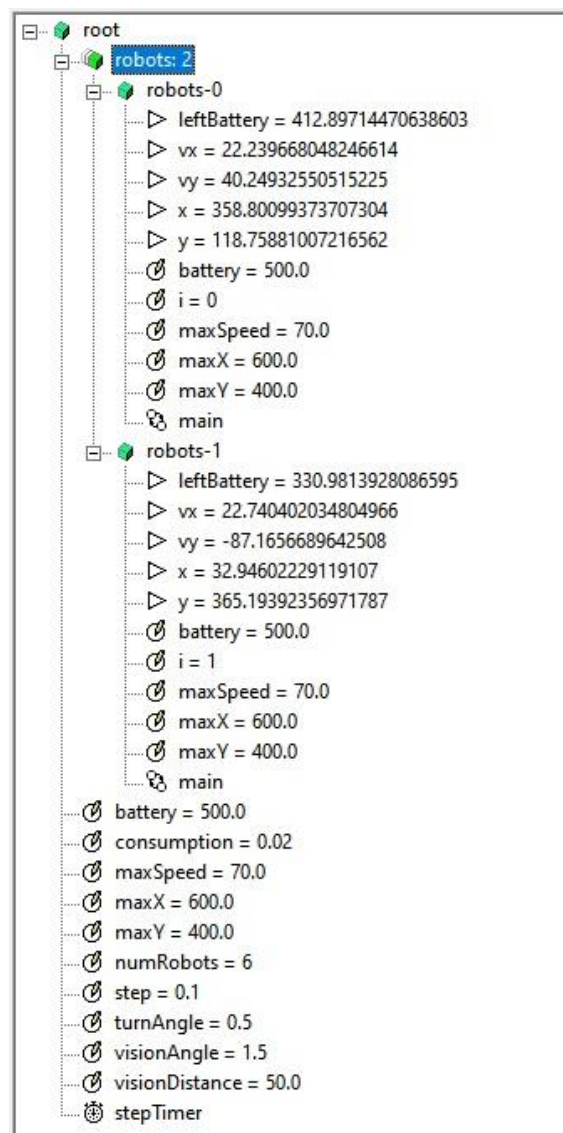 root
robots: 2
robots-0
leftBattery = 412.89714470638603
vx = 22.239668048246614
vy = 40.24932550515225
x = 358.80099373707304
y = 118.75881007216562
battery = 500.0
i = 0
maxSpeed = 70.0
maxX = 600.0
maxY = 400.0
main
robots-1
leftBattery = 330.9813928086595
vx = 22.740402034804966
vy = -87.1656689642508
x = 32.94602229119107
y = 365.19392356971787
battery = 500.0
i = 1
maxSpeed = 70.0
maxX = 600.0
maxY = 400.0
main
battery = 500.0
consumption = 0.02
maxSpeed = 70.0
maxX = 600.0
maxY = 400.0
numRobots = 6
step = 0.1
turnAngle = 0.5
visionAngle = 1.5
visionDistance = 50.0
stepTimer